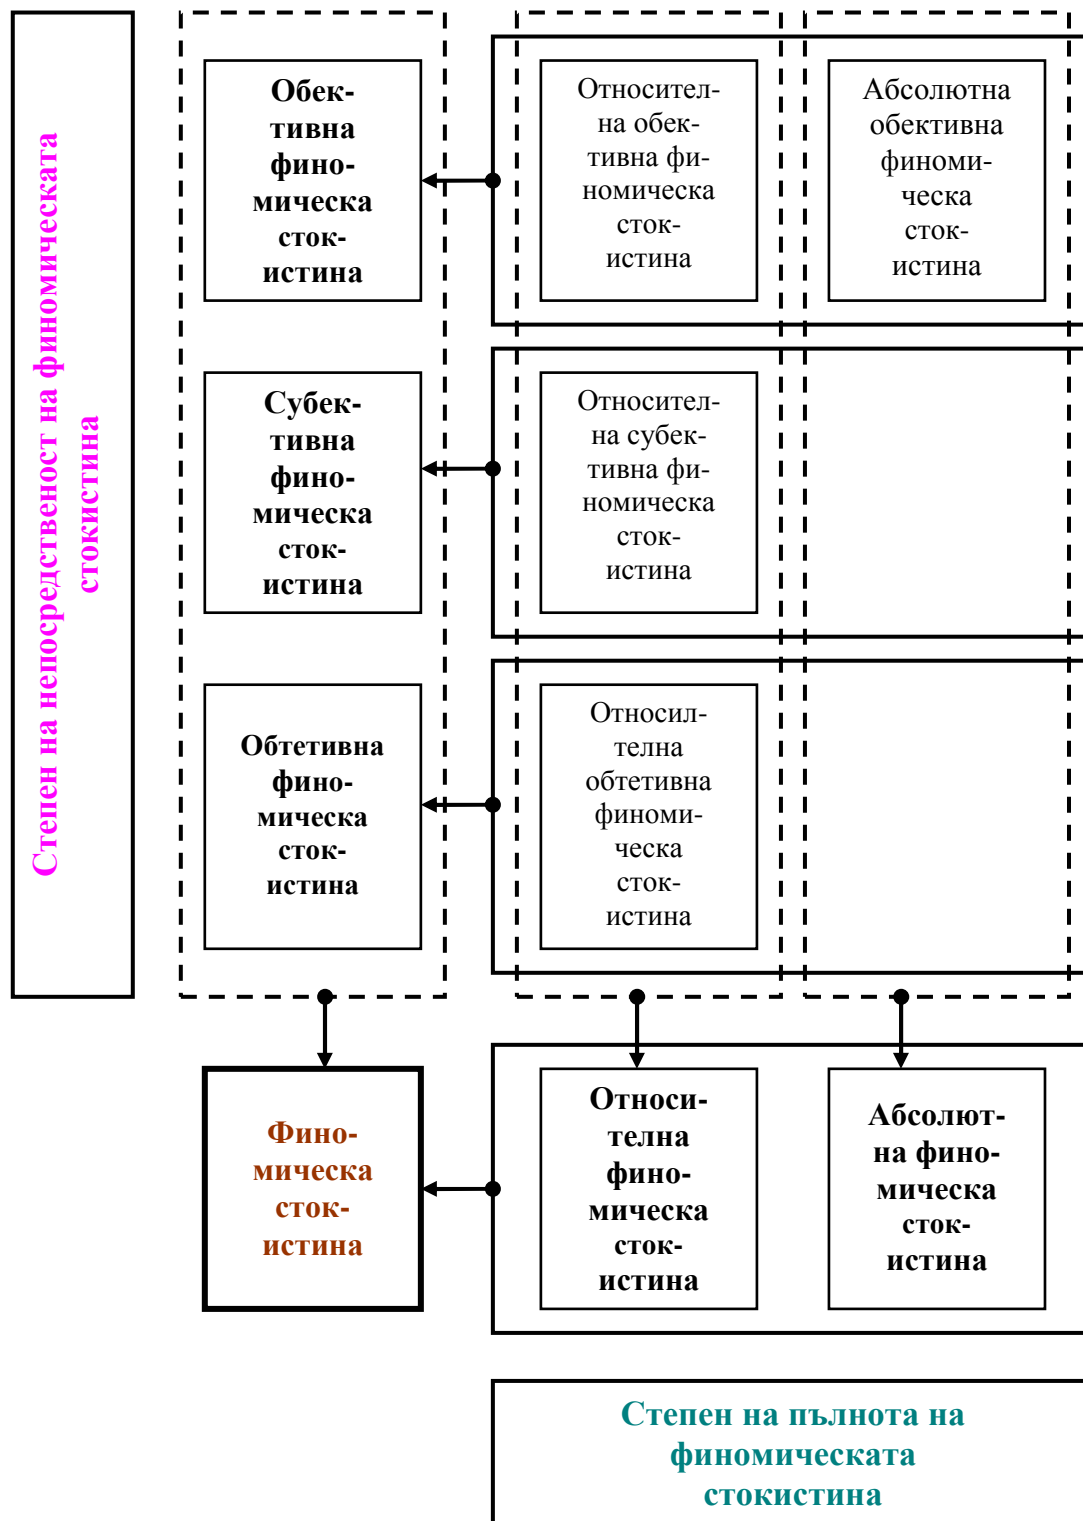 Степен на непосредственост на финомическата
стокистина
Обек-
тивна
фино-
мическа
сток-
истина
Относител-
на обек-
тивна фи-
номическа
сток-
истина
Абсолютна
обективна
финоми-
ческа
сток-
истина
Субек-
тивна
фино-
мическа
сток-
истина
Относител-
на субек-
тивна фи-
номическа
сток-
истина
Обтетивна
фино-
мическа
сток-
истина
Относил-
телна
обтетивна
финоми-
ческа
сток-
истина
Фино-
мическа
сток-
истина
Относи-
телна
фино-
мическа
сток-
истина
Абсолют-
на фино-
мическа
сток-
истина
Степен на пълнота на
финомическата
стокистина